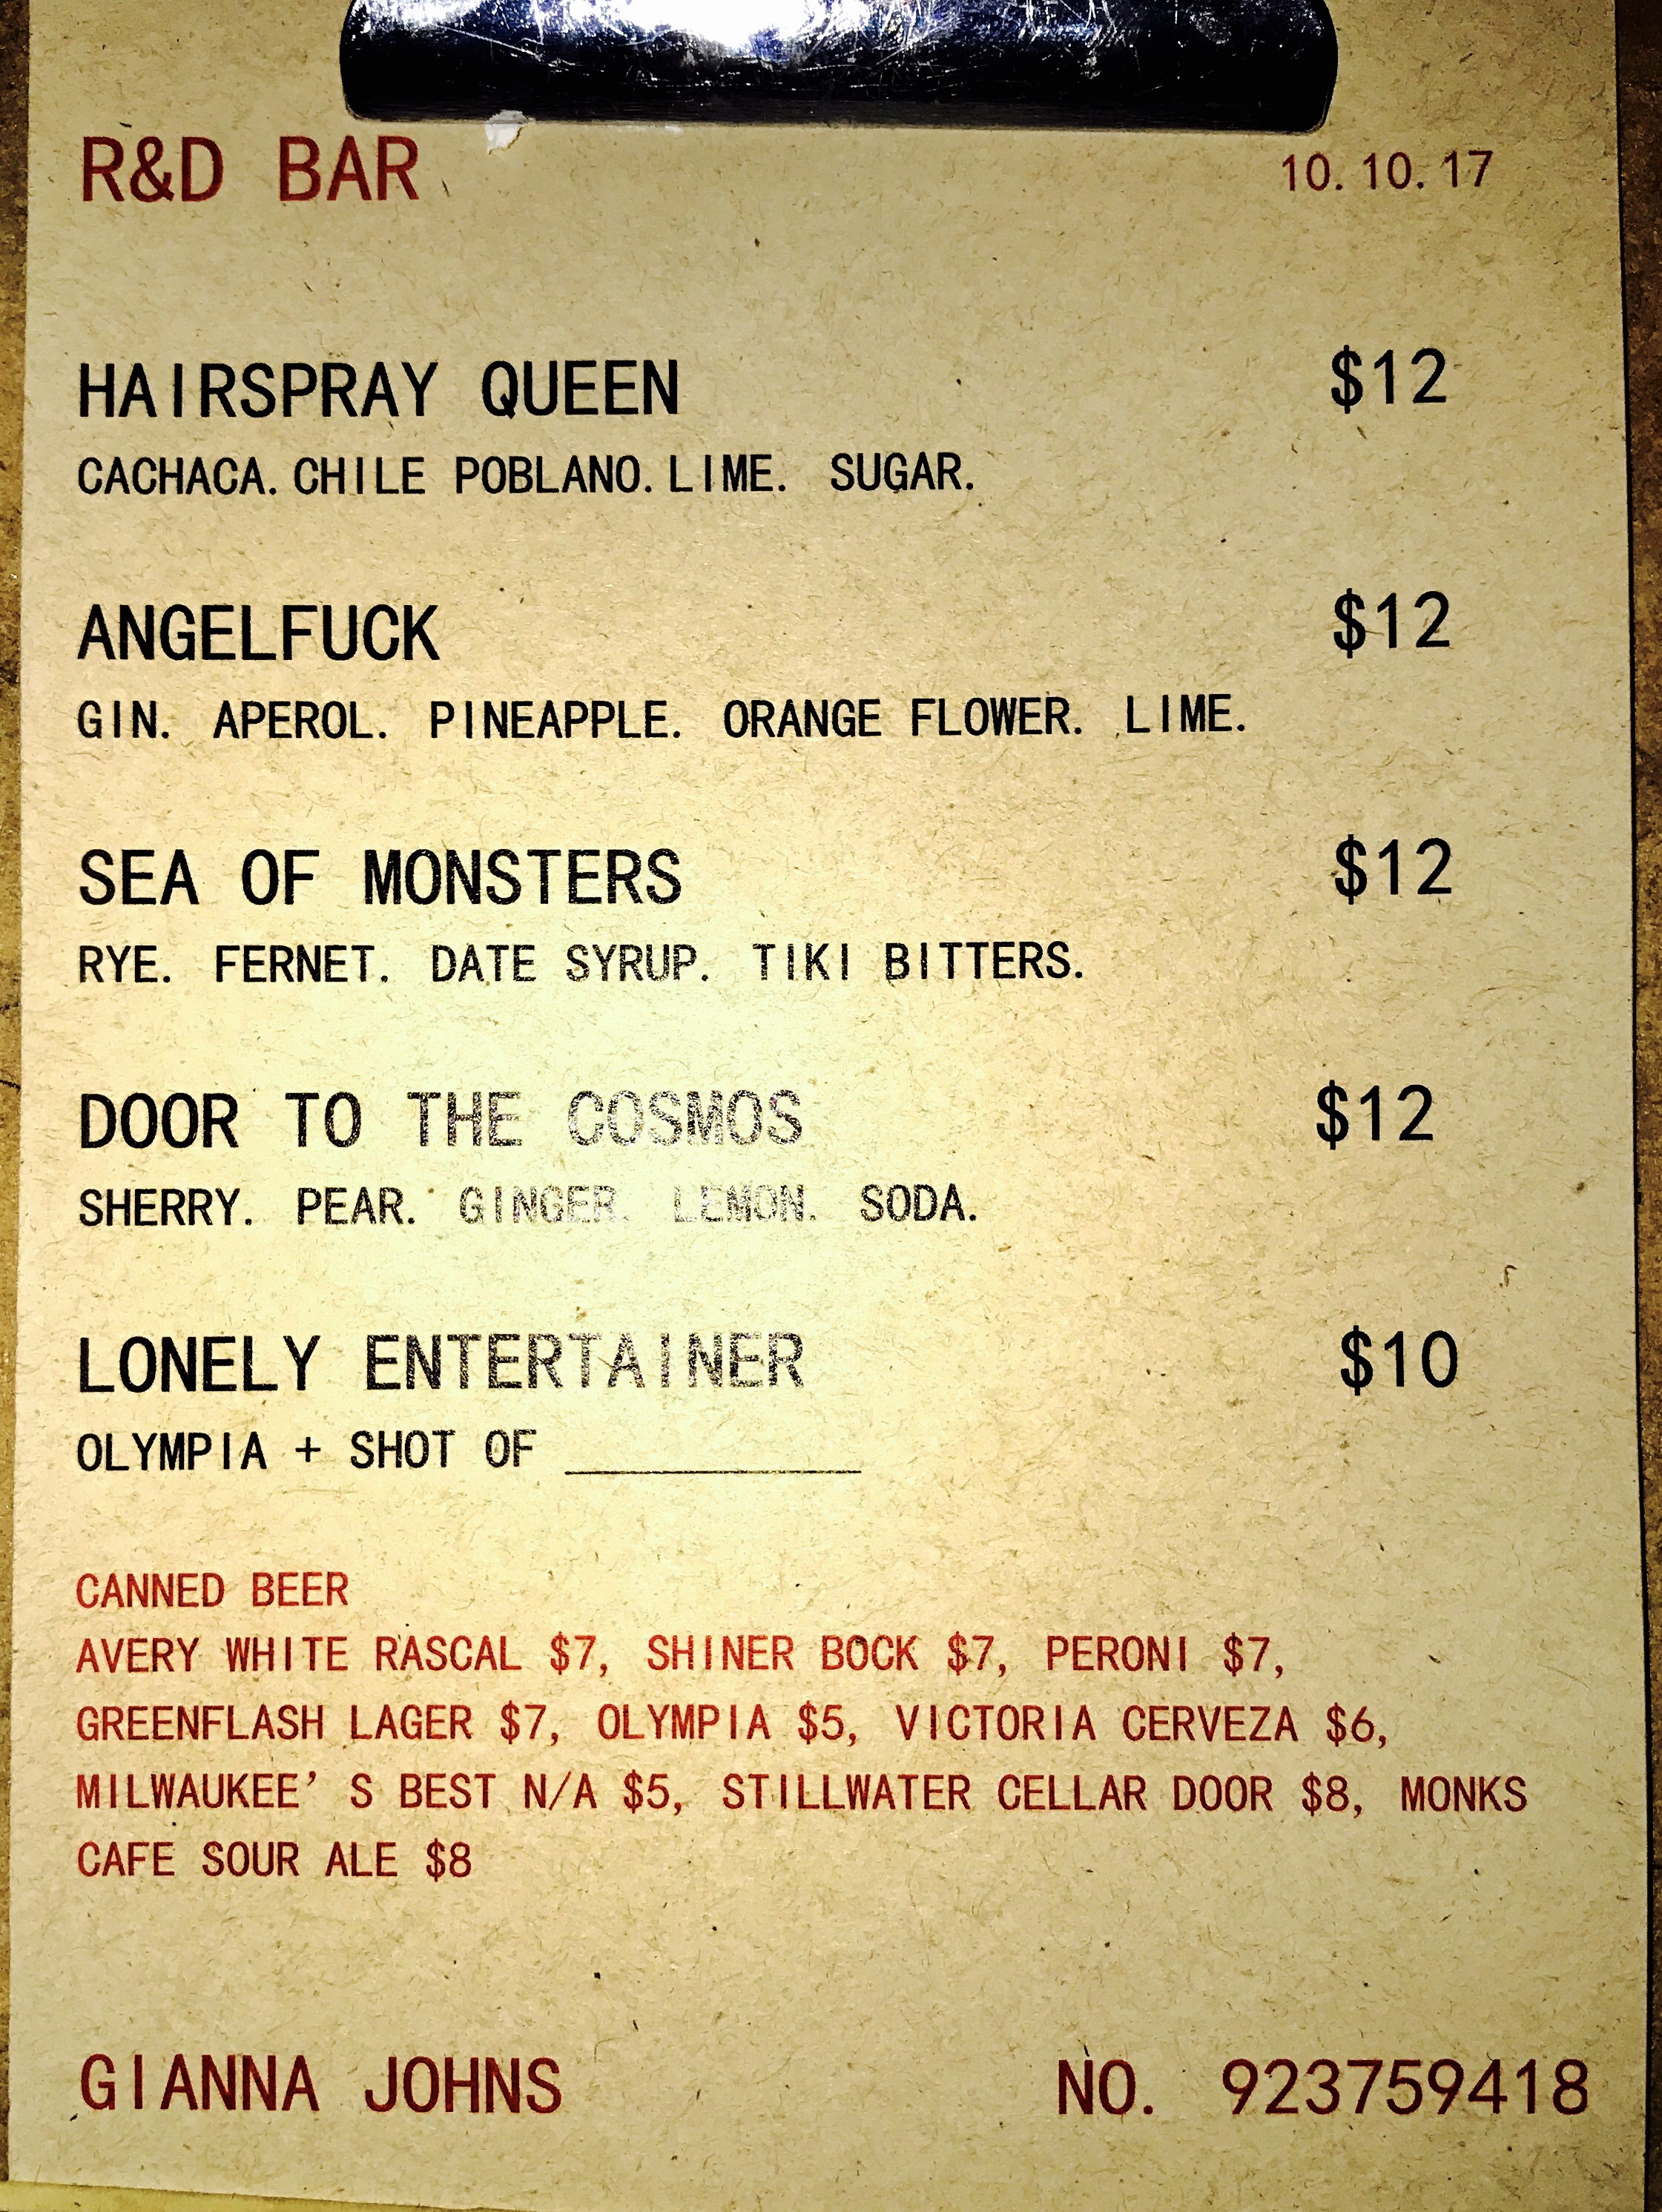 R&D BAR 10.10.17
HAIRSPRAY QUEEN $12
CACHACA. CHILE POBLANO. LIME. SUGAR.
ANGELFUCK $12
GIN. APEROL. PINEAPPLE. ORANGE FLOWER. LIME.
SEA OF MONSTERS $12
RYE. FERNET. DATE SYRUP. TIKI BITTERS.
DOOR TO THE COSMOS $12
SHERRY. PEAR. GINGER. LEMON. SODA.
LONELY ENTERTAINER $10
OLYMPIA + SHOT OF ___________
CANNED BEER
AVERY WHITE RASCAL $7, SHINER BOCK $7, PERONI $7,
GREENFLASH LAGER $7, OLYMPIA $5, VICTORIA CERVEZA $6,
MILWAUKEE’ S BEST N/A $5, STILLWATER CELLAR DOOR $8, MONKS
CAFE SOUR ALE $8
GIANNA JOHNS NO. 923759418